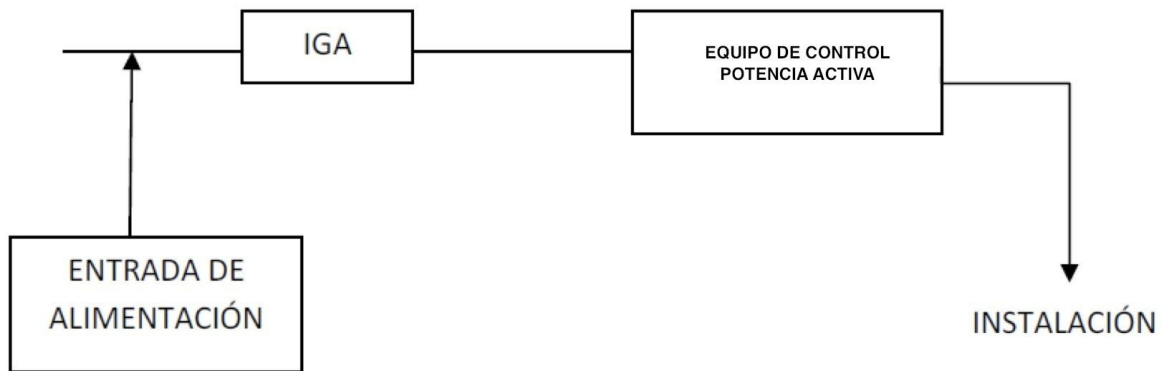 IGA
EQUIPO DE CONTROL
POTENCIA ACTIVA
ENTRADA DE
ALIMENTACIÓN
INSTALACIÓN